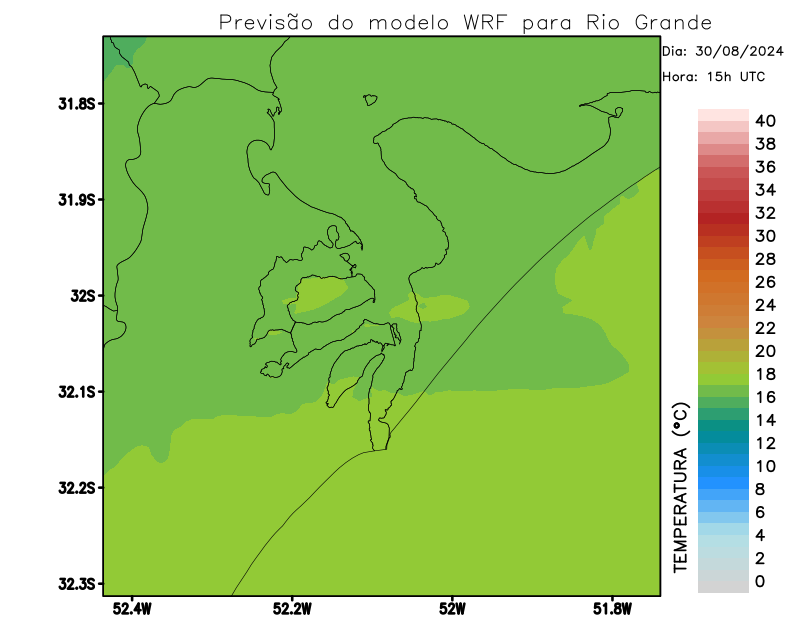 Previsão do modelo WRF para Rio Grande
Dia: 30/08/2024
Hora: 15h UTC
31.8S
31.9S
32S
32.1S
32.2S
32.3S
52.4W
52.2W
52W
51.8W
TEMPERATURA (°C)
40
38
36
34
32
30
28
26
24
22
20
18
16
14
12
10
8
6
4
2
0